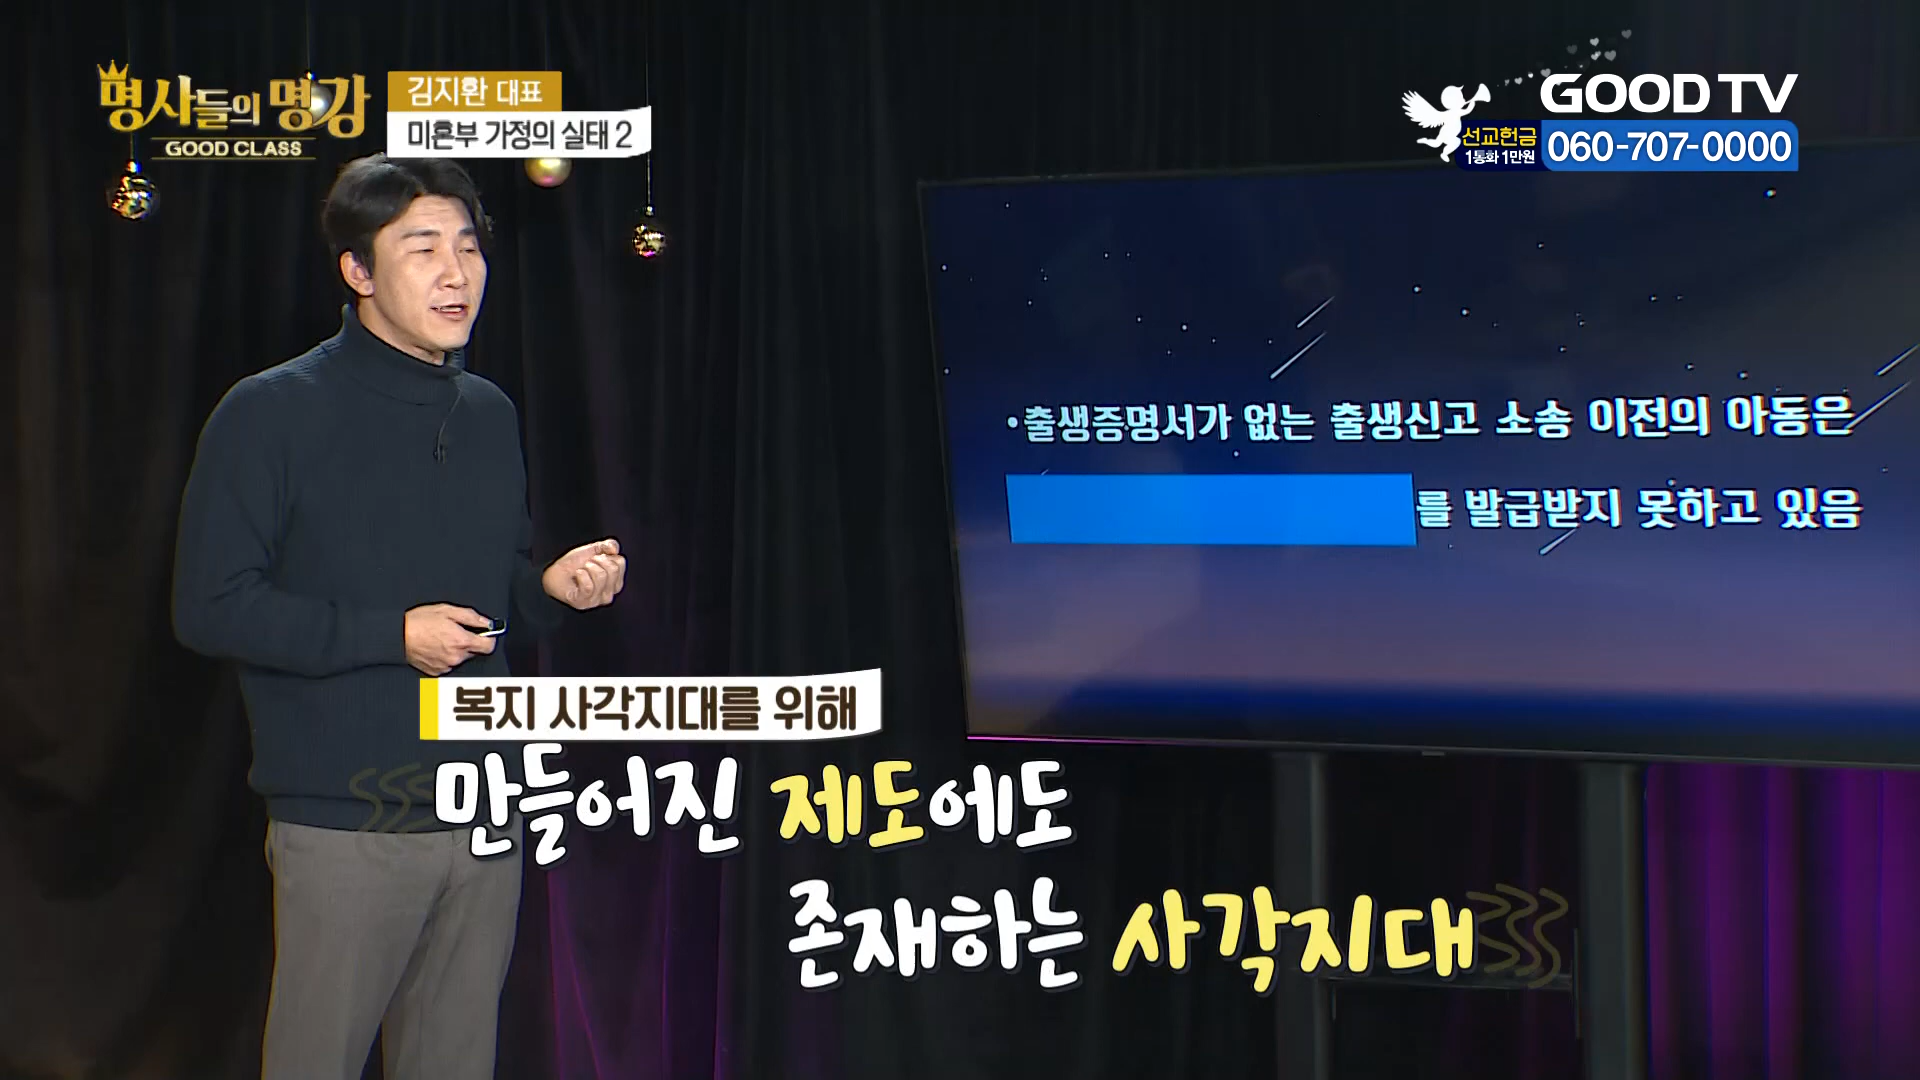 명사들의 명강
GOOD CLASS
김지환 대표
미혼부 가정의 실태 2
GOOD TV
선교헌금
1통화 1만원
060-707-0000
•출생증명서가 없는 출생신고 소송 이전의 아동은
를 발급받지 못하고 있음
복지 사각지대를 위해
만들어진 제도에도
존재하는 사각지대